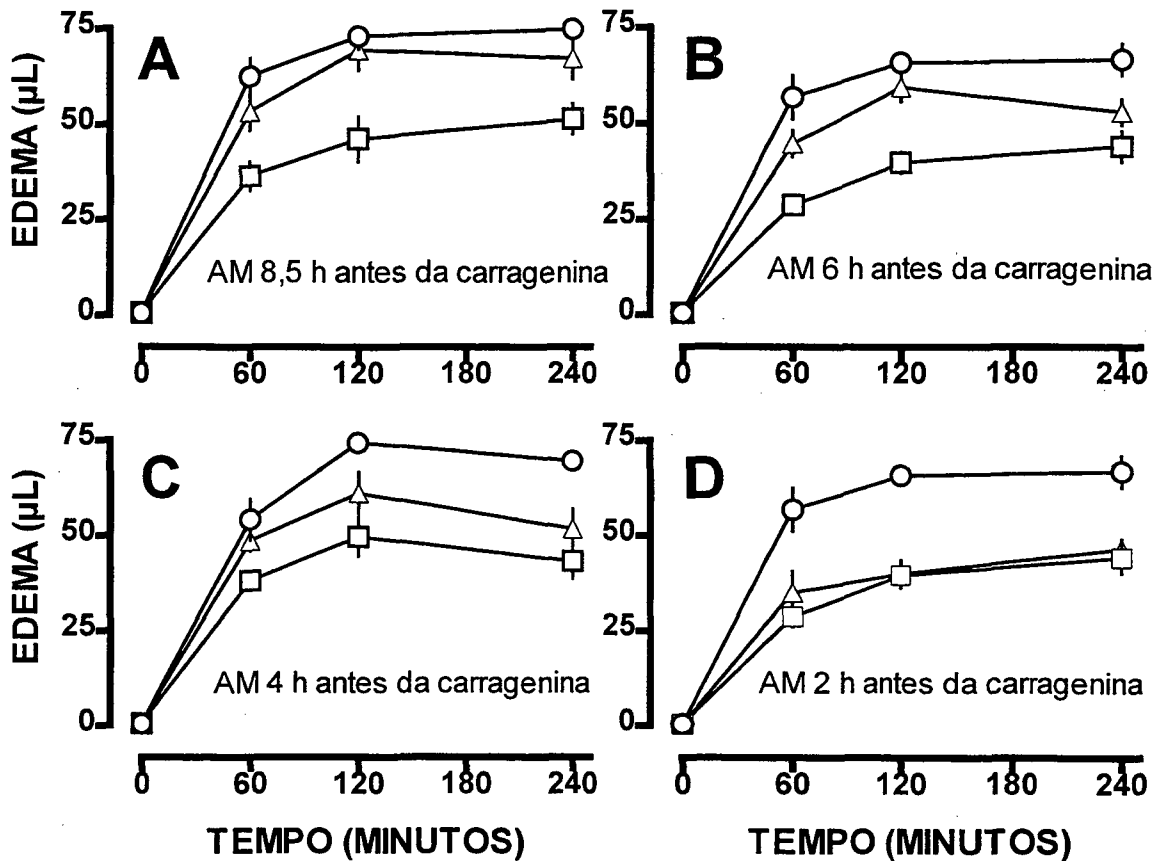 A
EDEMA (µL)
75
50
25
0
AM 8,5 h antes da carragenina
0 60 120 180 240
B
75
50
25
0
AM 6 h antes da carragenina
0 60 120 180 240
C
EDEMA (µL)
75
50
25
0
AM 4 h antes da carragenina
0 60 120 180 240
TEMPO (MINUTOS)
D
75
50
25
0
AM 2 h antes da carragenina
0 60 120 180 240
TEMPO (MINUTOS)